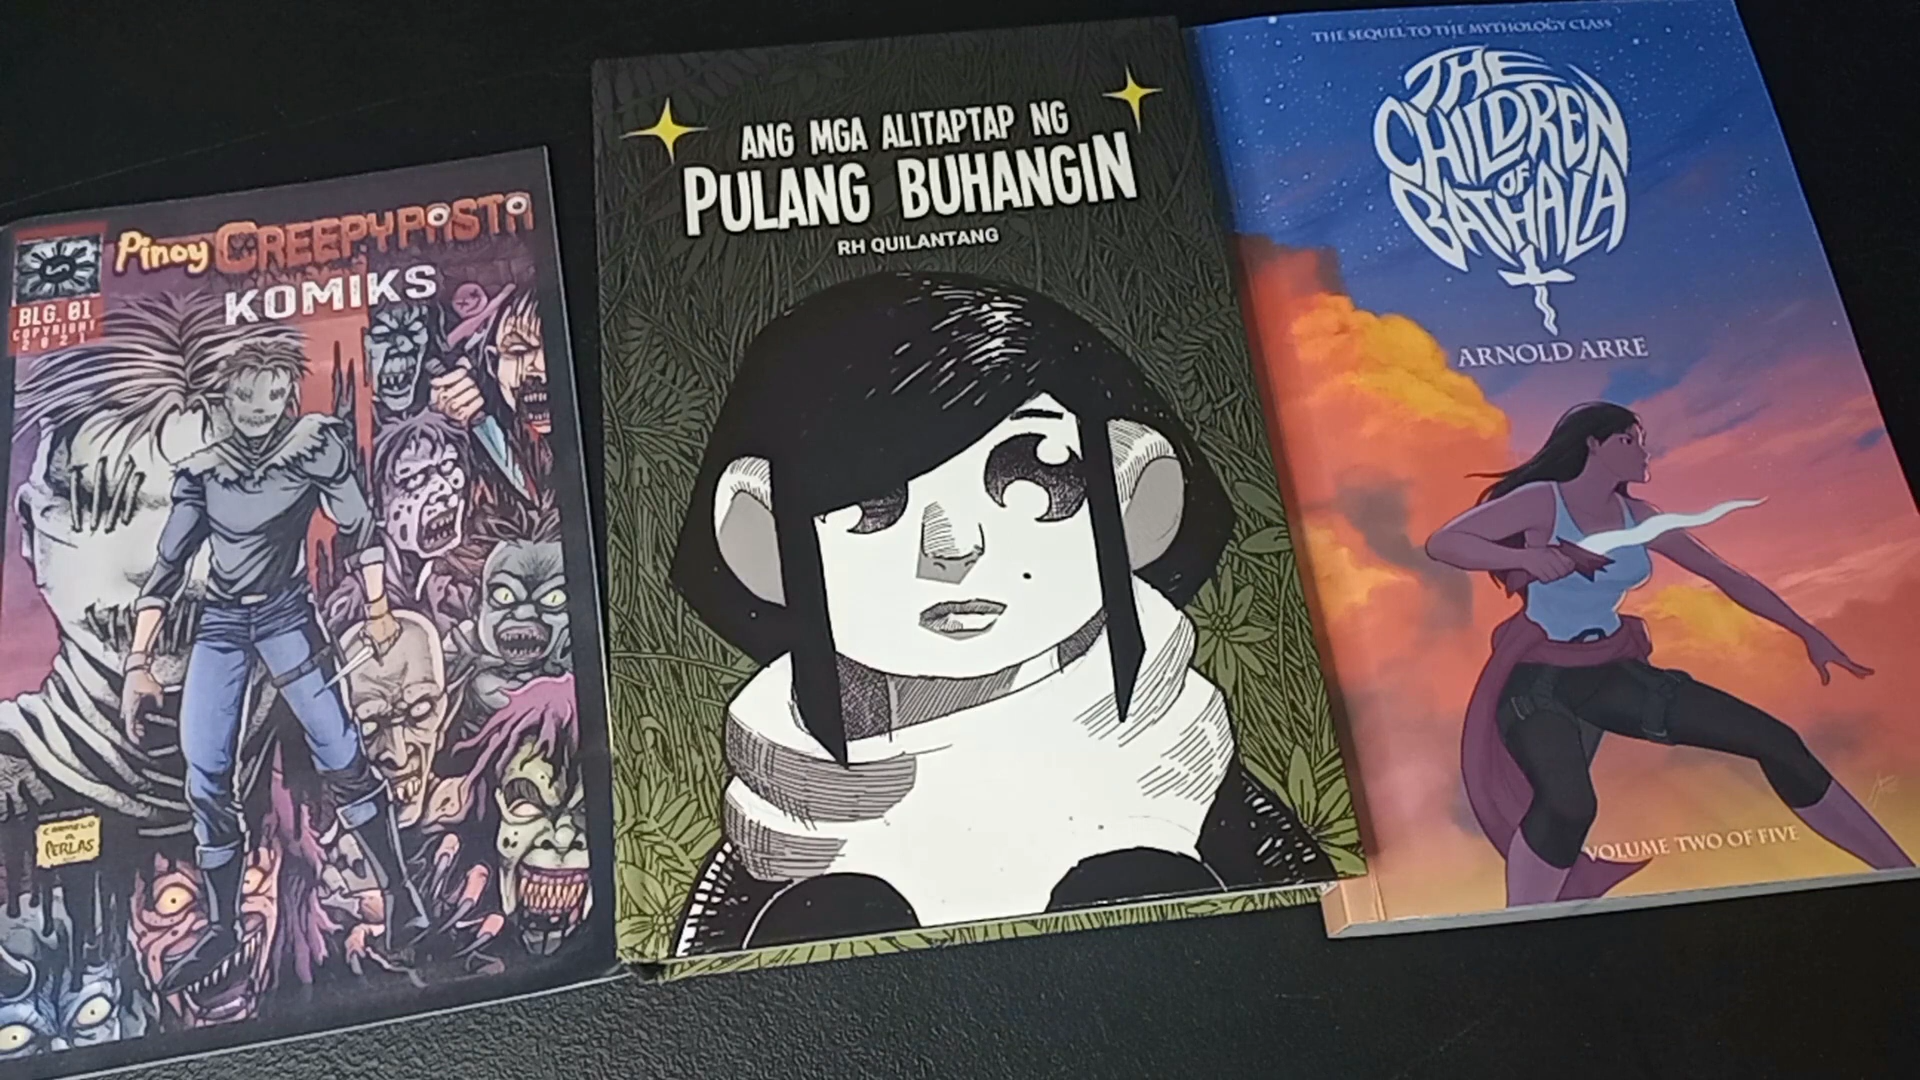 Pinoy CREEPYPASTA
KOMIKS
BLG. 01
COPYRIGHT
2021
CARMELO
PERLAS
ANG MGA ALITAPTAP NG
PULANG BUHANGIN
RH QUILANTANG
THE SEQUEL TO THE MYTHOLOGY CLASS
THE
CHILDREN
OF
BATHALA
ARNOLD ARRE
VOLUME TWO OF FIVE